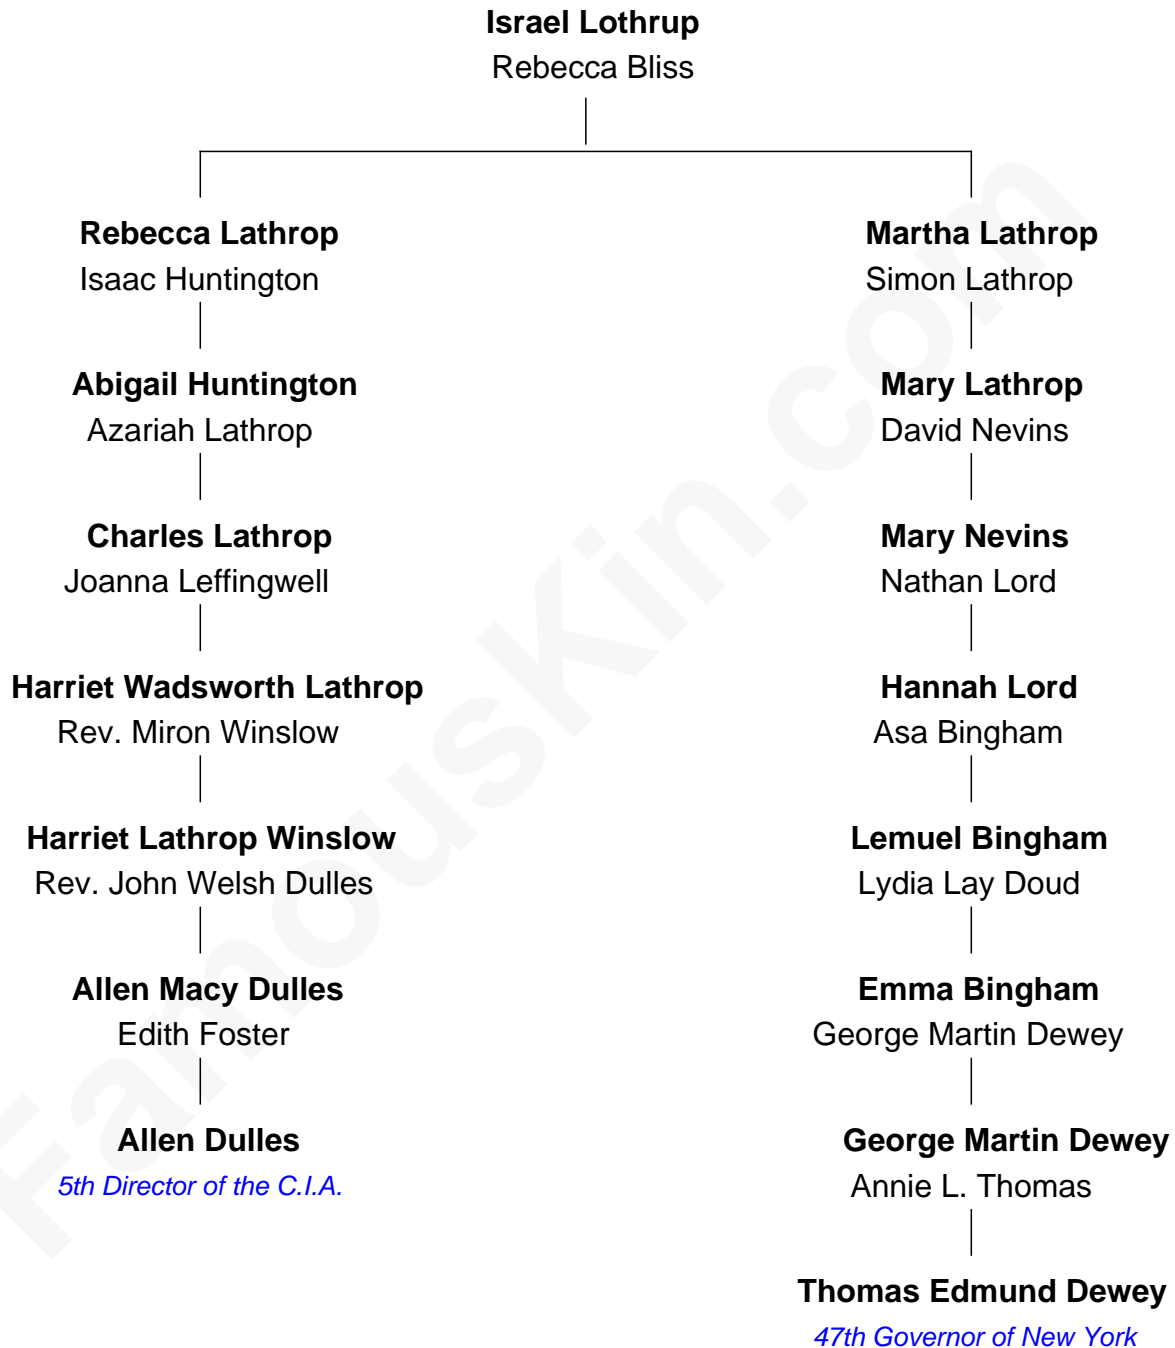 Israel Lothrup
Rebecca Bliss
Rebecca Lathrop
Isaac Huntington
Abigail Huntington
Azariah Lathrop
Charles Lathrop
Joanna Leffingwell
Harriet Wadsworth Lathrop
Rev. Miron Winslow
Harriet Lathrop Winslow
Rev. John Welsh Dulles
Allen Macy Dulles
Edith Foster
Allen Dulles
5th Director of the C.I.A.
Martha Lathrop
Simon Lathrop
Mary Lathrop
David Nevins
Mary Nevins
Nathan Lord
Hannah Lord
Asa Bingham
Lemuel Bingham
Lydia Lay Doud
Emma Bingham
George Martin Dewey
George Martin Dewey
Annie L. Thomas
Thomas Edmund Dewey
47th Governor of New York
FamousKin.com